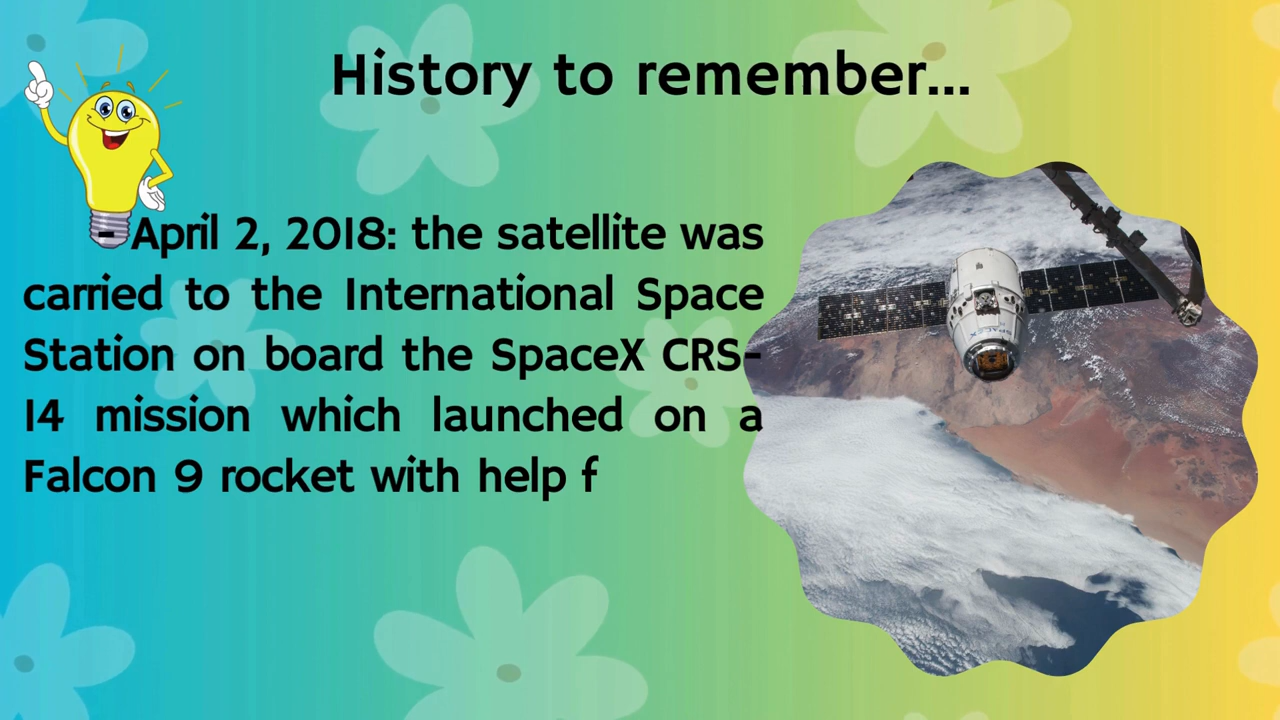 History to remember...
- April 2, 2018: the satellite was
carried to the International Space
Station on board the SpaceX CRS-
14 mission which launched on a
Falcon 9 rocket with help f